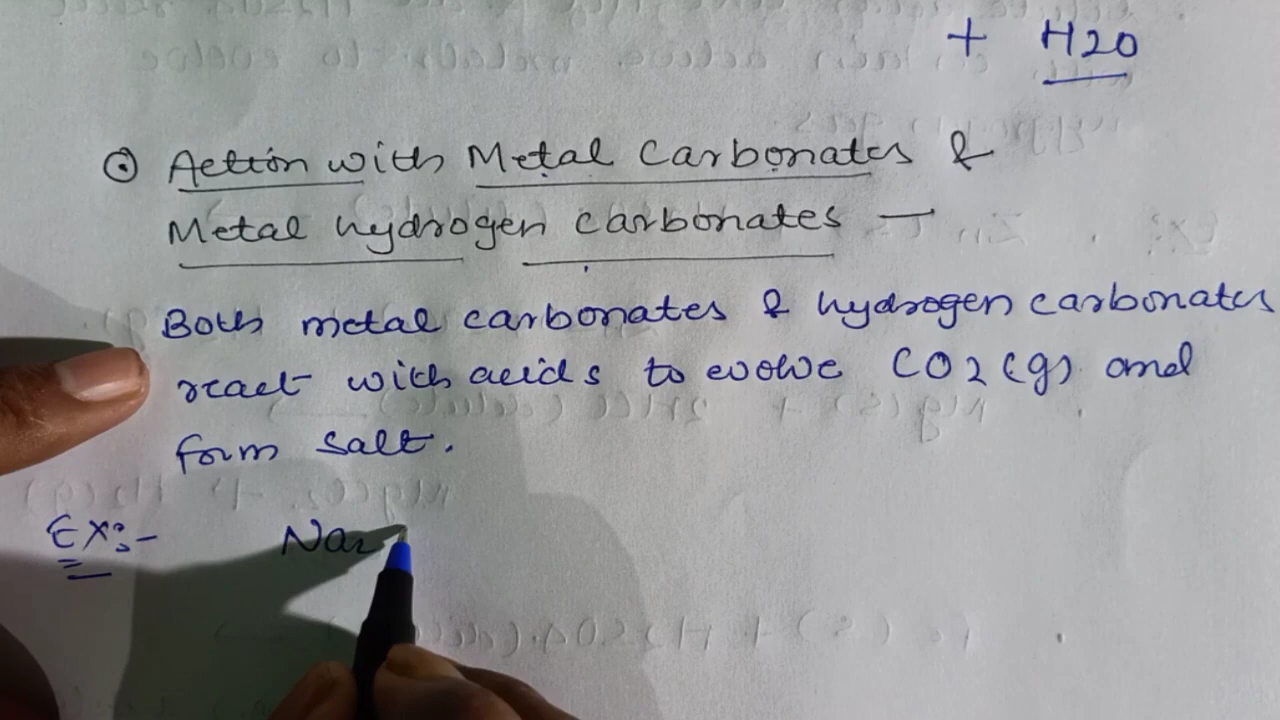 + H2O
Action with Metal Carbonates &
Metal hydrogen carbonates —
Both metal carbonates & hydrogen carbonates
react with acids to evolve CO2(g) and
form salt.
Ex:- Na2